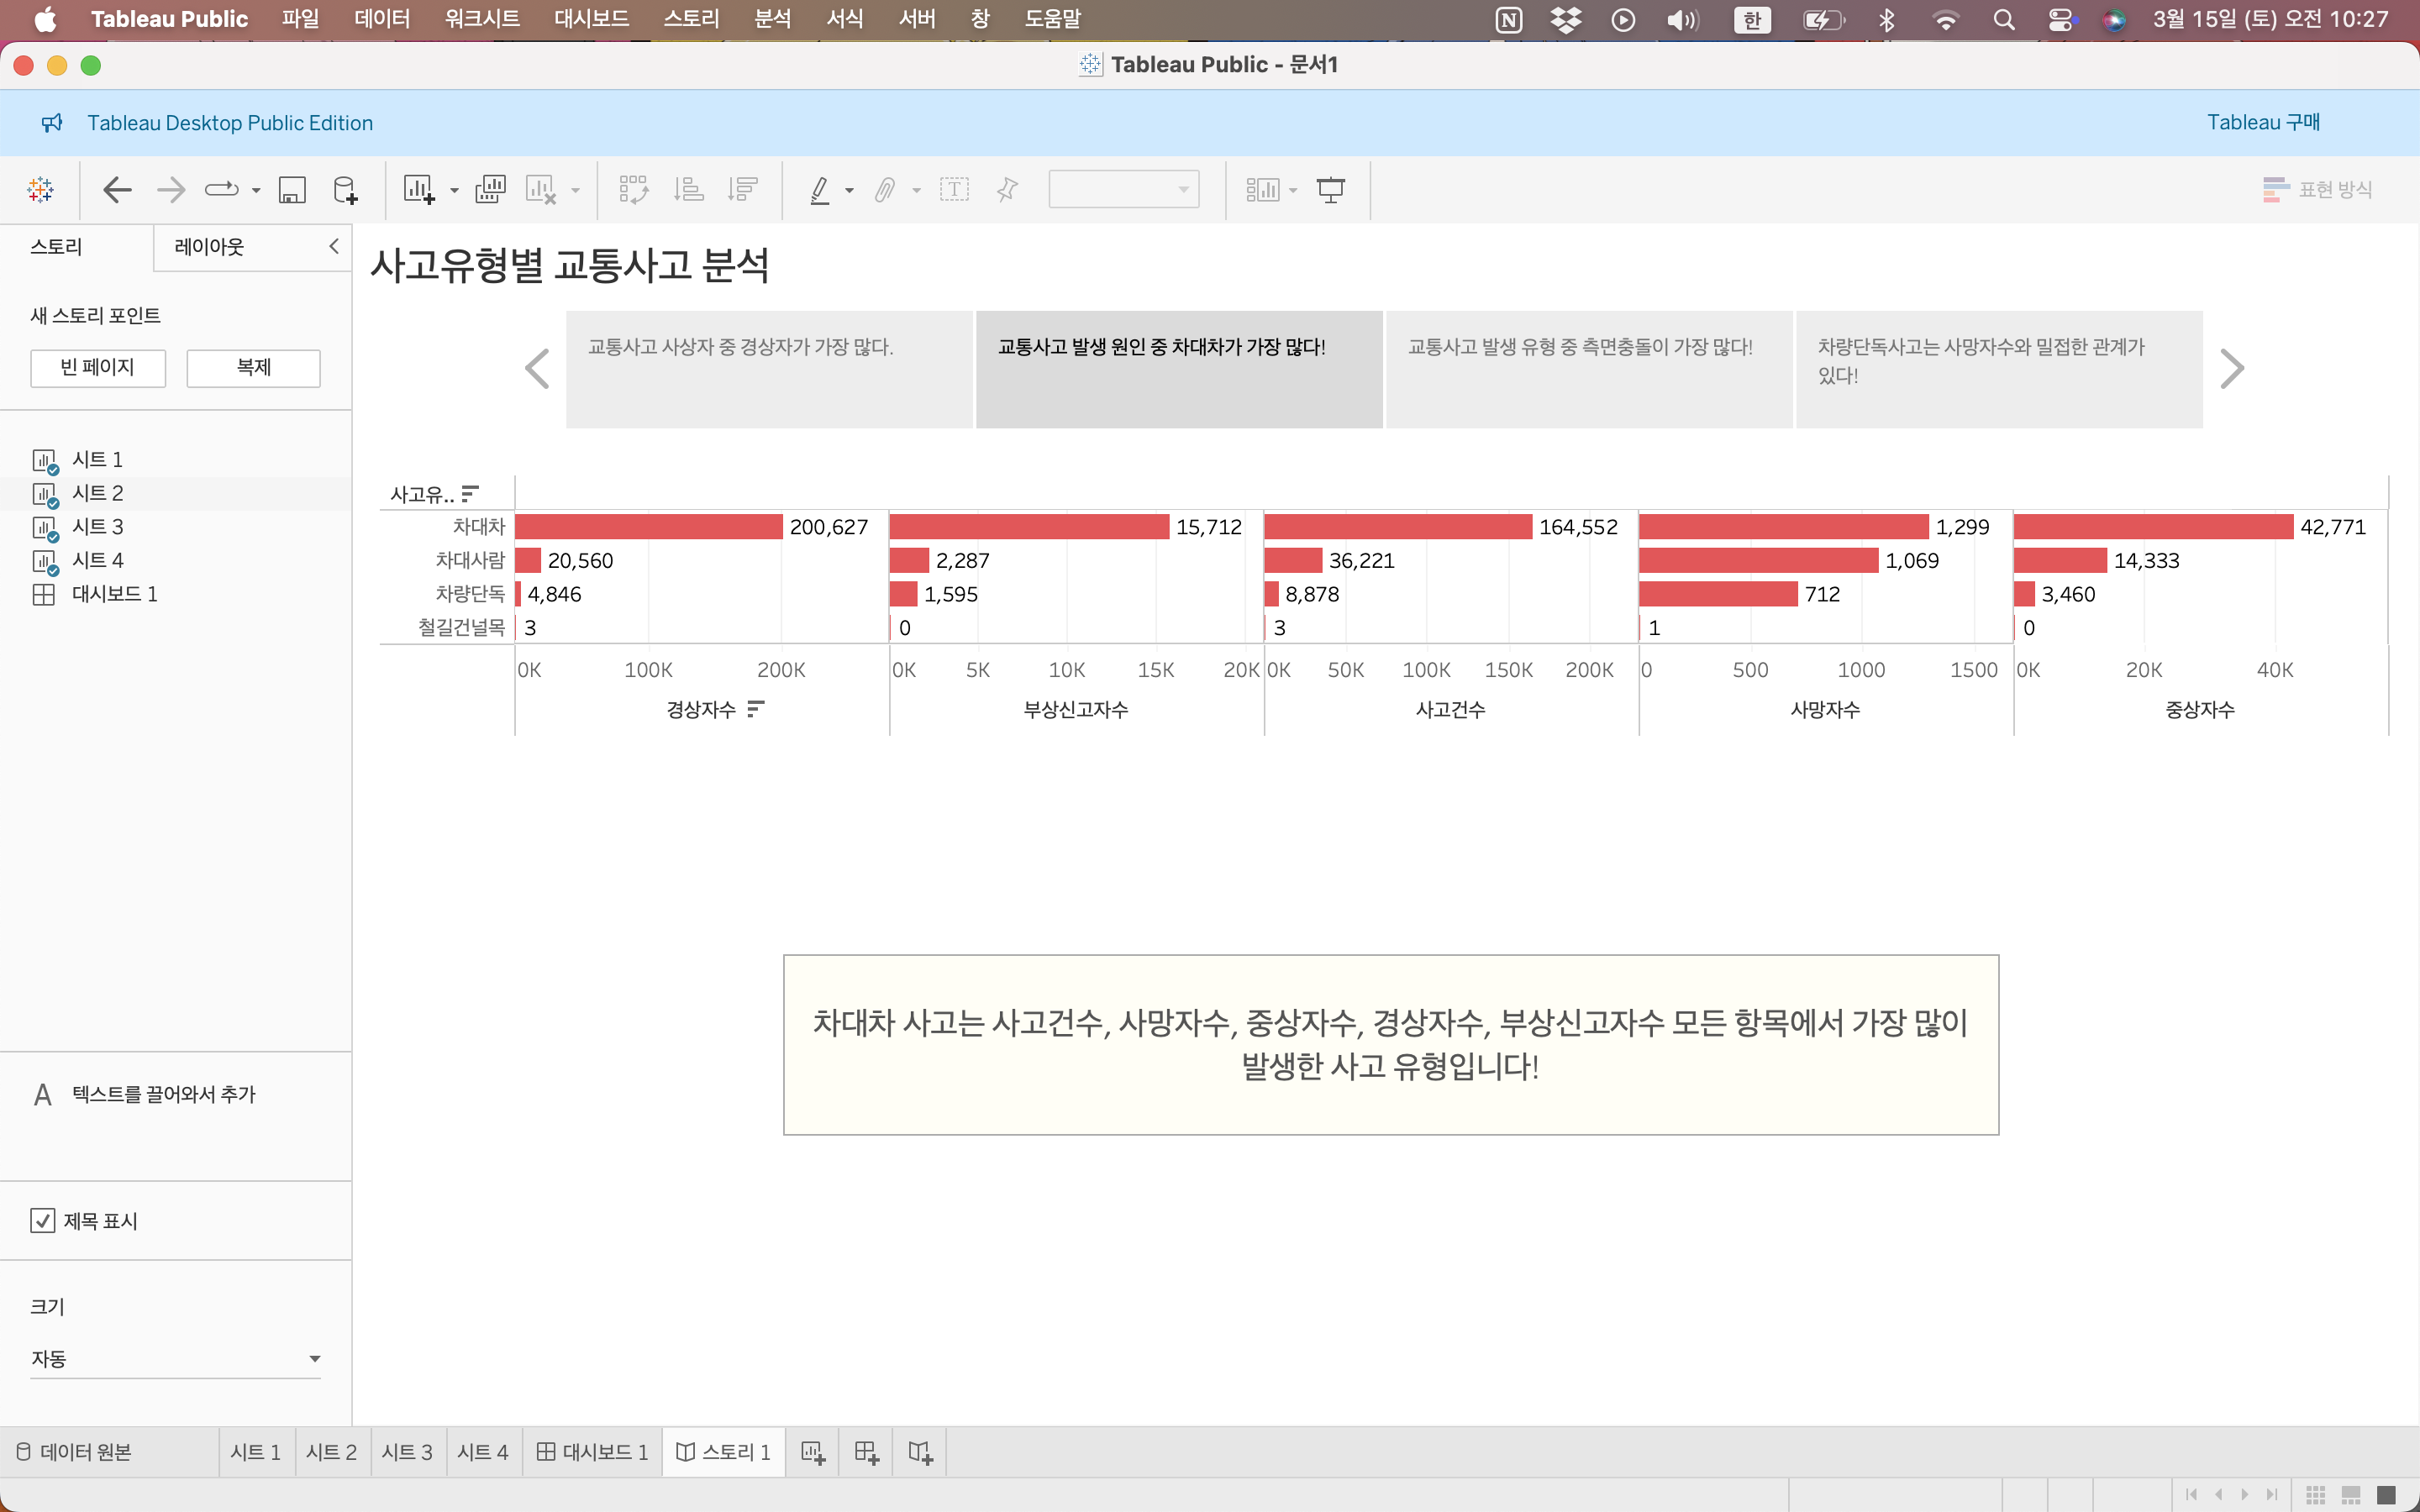 Tableau Public 파일 데이터 워크시트 대시보드 스토리 분석 서식 서버 창 도움말 N 한 3월 15일 (토) 오전 10:27
Tableau Public - 문서1
Tableau Desktop Public Edition Tableau 구매
표현 방식
스토리 레이아웃
새 스토리 포인트
빈 페이지 복제
시트 1
시트 2
시트 3
시트 4
대시보드 1
A 텍스트를 끌어와서 추가
제목 표시
크기
자동
사고유형별 교통사고 분석
교통사고 사상자 중 경상자가 가장 많다.
교통사고 발생 원인 중 차대차가 가장 많다!
교통사고 발생 유형 중 측면충돌이 가장 많다!
차량단독사고는 사망자수와 밀접한 관계가
있다!
사고유..
차대차 200,627 15,712 164,552 1,299 42,771
차대사람 20,560 2,287 36,221 1,069 14,333
차량단독 4,846 1,595 8,878 712 3,460
철길건널목 3 0 3 1 0
0K 100K 200K 0K 5K 10K 15K 20K 0K 50K 100K 150K 200K 0 500 1000 1500 0K 20K 40K
경상자수 부상신고자수 사고건수 사망자수 중상자수
차대차 사고는 사고건수, 사망자수, 중상자수, 경상자수, 부상신고자수 모든 항목에서 가장 많이
발생한 사고 유형입니다!
데이터 원본 시트 1 시트 2 시트 3 시트 4 대시보드 1 스토리 1